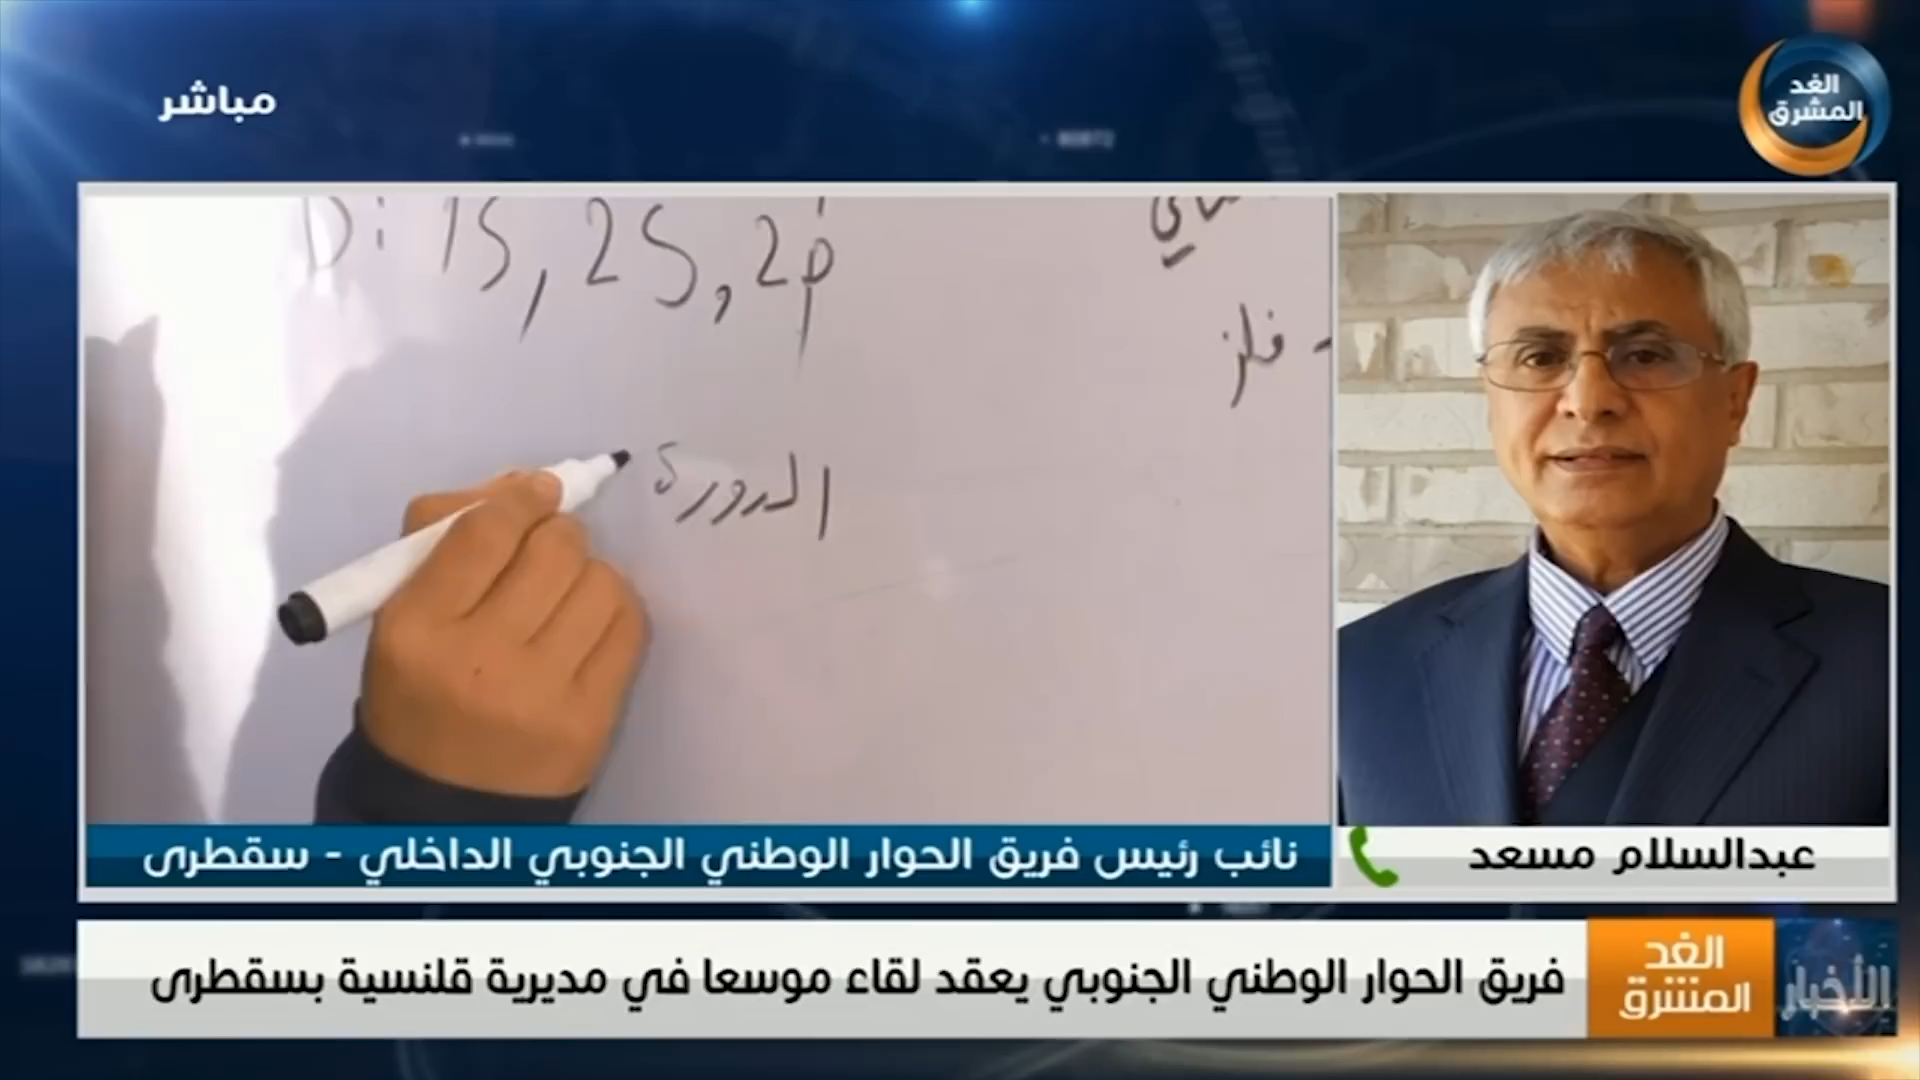 مباشر
الغد
المشرق
D: 1S, 2S, 2p
- فلز
الدورة
عبدالسلام مسعد
نائب رئيس فريق الحوار الوطني الجنوبي الداخلي - سقطرى
الأخبار
الغد
المشرق
فريق الحوار الوطني الجنوبي يعقد لقاء موسعا في مديرية قلنسية بسقطرى